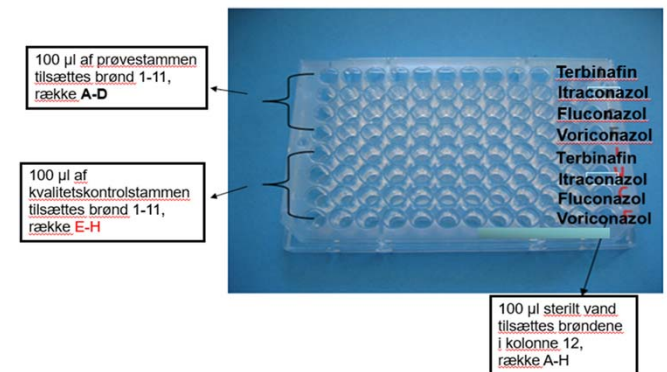 100 µl af prøvestammen
tilsættes brønd 1-11,
række A-D
100 µl af
kvalitetskontrolstammen
tilsættes brønd 1-11,
række E-H
Terbinafin
Itraconazol
Fluconazol
Voriconazol
Terbinafin
Itraconazol
Fluconazol
Voriconazol
100 µl sterilt vand
tilsættes brøndene
i kolonne 12,
række A-H